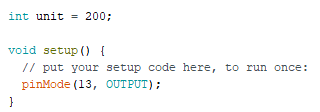 int unit = 200;
void setup() {
// put your setup code here, to run once:
pinMode(13, OUTPUT);
}